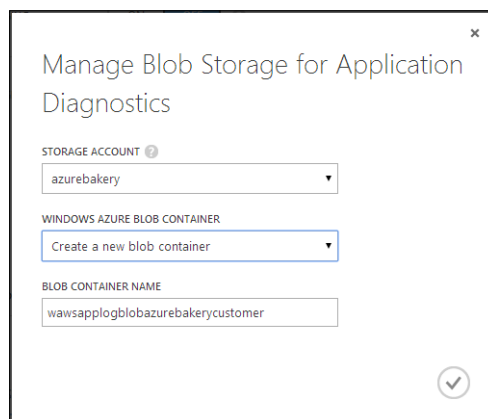 Manage Blob Storage for Application
Diagnostics
STORAGE ACCOUNT ?
azurebakery
WINDOWS AZURE BLOB CONTAINER
Create a new blob container
BLOB CONTAINER NAME
wawsapplogblobazurebakerycustomer